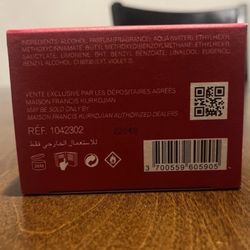 INGREDIENTS: ALCOHOL, PARFUM (FRAGRANCE), AQUA (WATER), ETHYLHEXYL
METHOXYCINNAMATE, BUTYL METHOXYDIBENZOYLMETHANE, ETHYLHEXYL
SALICYLATE, LIMONENE, BHT, BENZYL BENZOATE, LINALOOL, EUGENOL,
BENZYL ALCOHOL
VENTE EXCLUSIVE PAR LES DÉPOSITAIRES AGRÉÉS
MAISON FRANCIS KURKDJIAN
MAY BE SOLD ONLY BY
MAISON FRANCIS KURKDJIAN AUTHORIZED DEALERS
RÉF. 1042302
للاستعمال الخارجي فقط
3 700559 605905